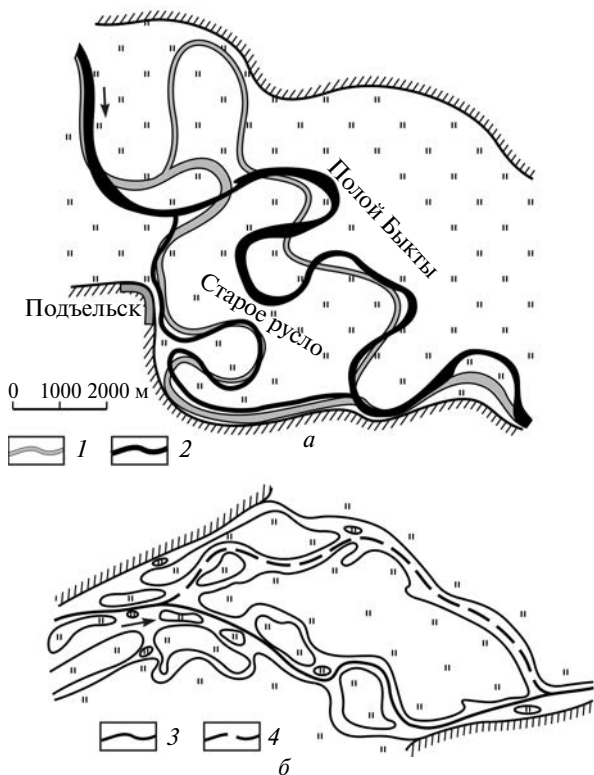 Полой Быкты
Старое русло
Подъельск
0 1000 2000 м
1 2
а
3 4
б